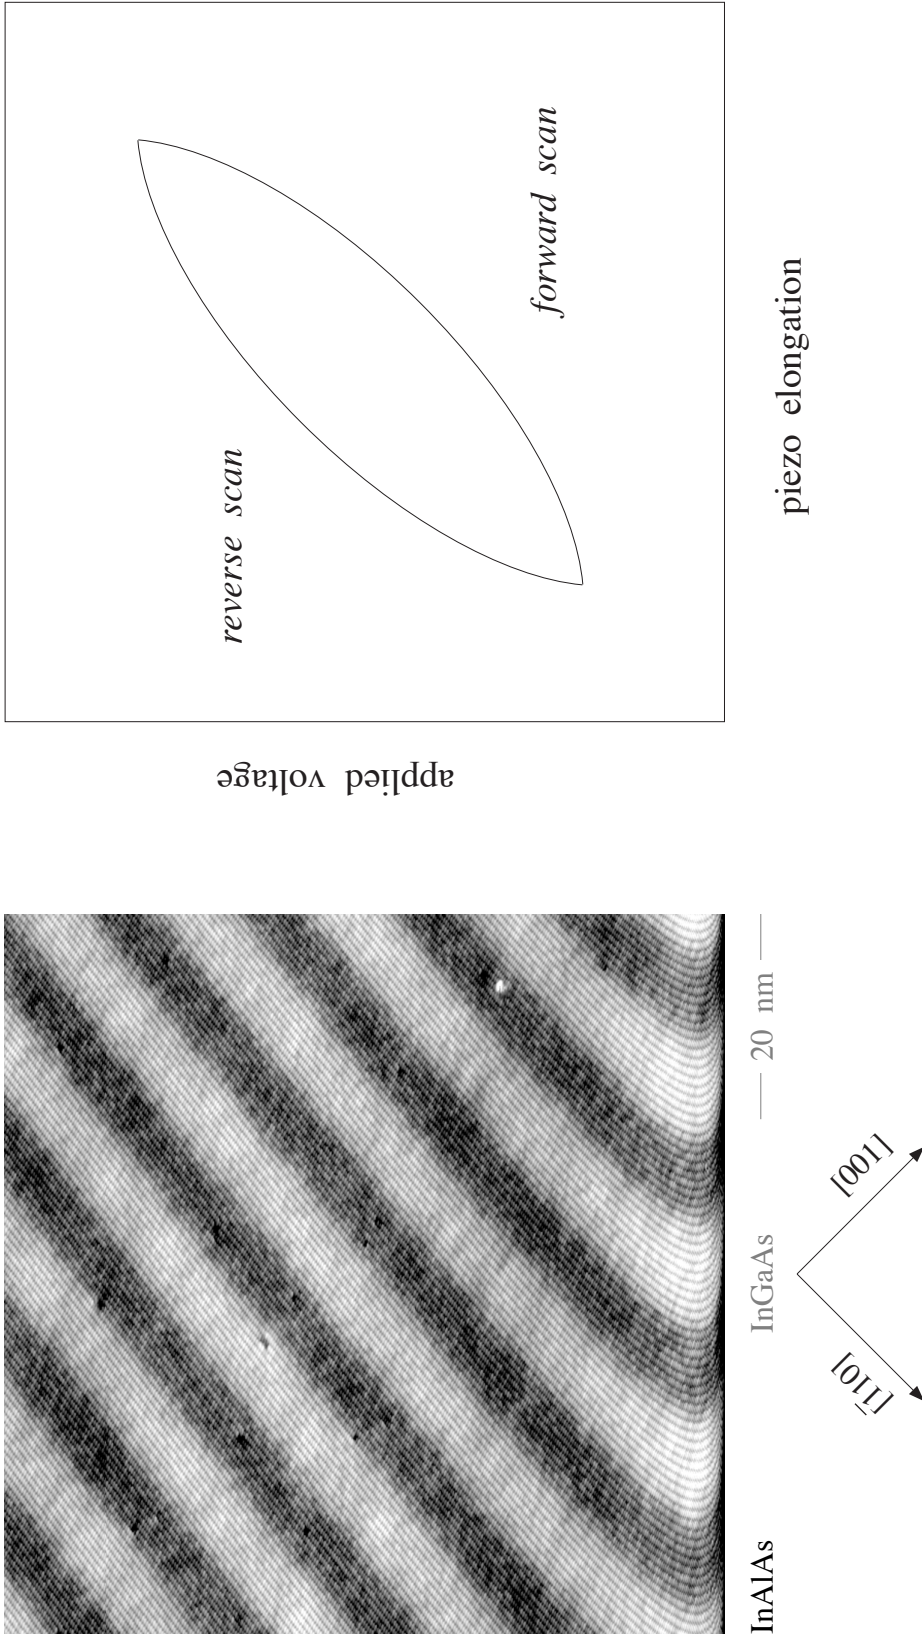 InAlAs InGaAs — 20 nm —
[1̄10]
[001]
applied voltage
reverse scan
forward scan
piezo elongation